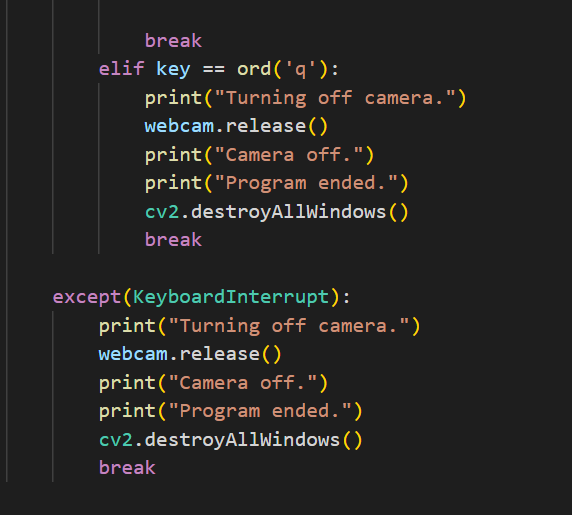 break
elif key == ord('q'):
print("Turning off camera.")
webcam.release()
print("Camera off.")
print("Program ended.")
cv2.destroyAllWindows()
break
except(KeyboardInterrupt):
print("Turning off camera.")
webcam.release()
print("Camera off.")
print("Program ended.")
cv2.destroyAllWindows()
break